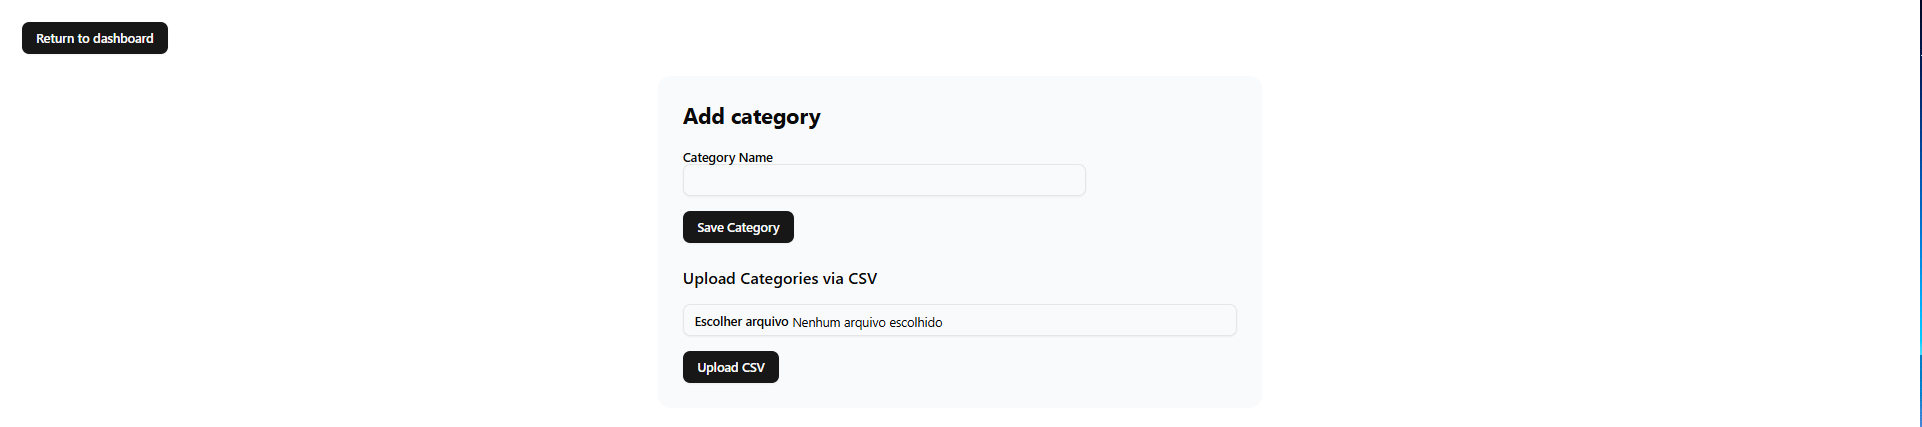 Return to dashboard
Add category
Category Name
Save Category
Upload Categories via CSV
Escolher arquivo Nenhum arquivo escolhido
Upload CSV